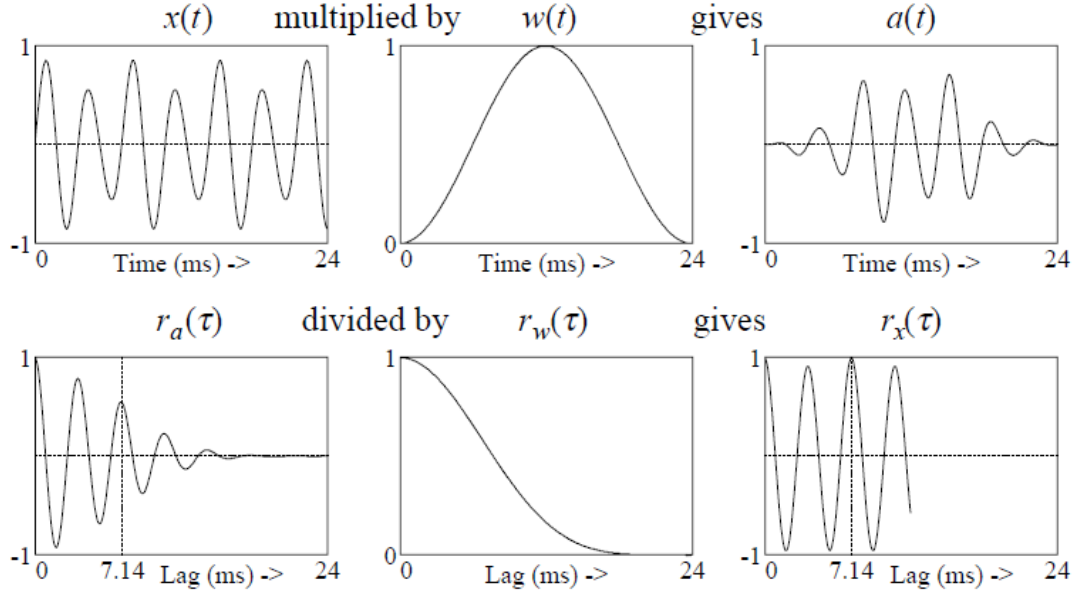 x(t) multiplied by w(t) gives a(t)
1 1 1
-1 0 -1
0 Time (ms) -> 24 0 Time (ms) -> 24 0 Time (ms) -> 24
r_a(τ) divided by r_w(τ) gives r_x(τ)
1 1 1
-1 0 -1
0 7.14 Lag (ms) -> 24 0 Lag (ms) -> 24 0 7.14 Lag (ms) -> 24